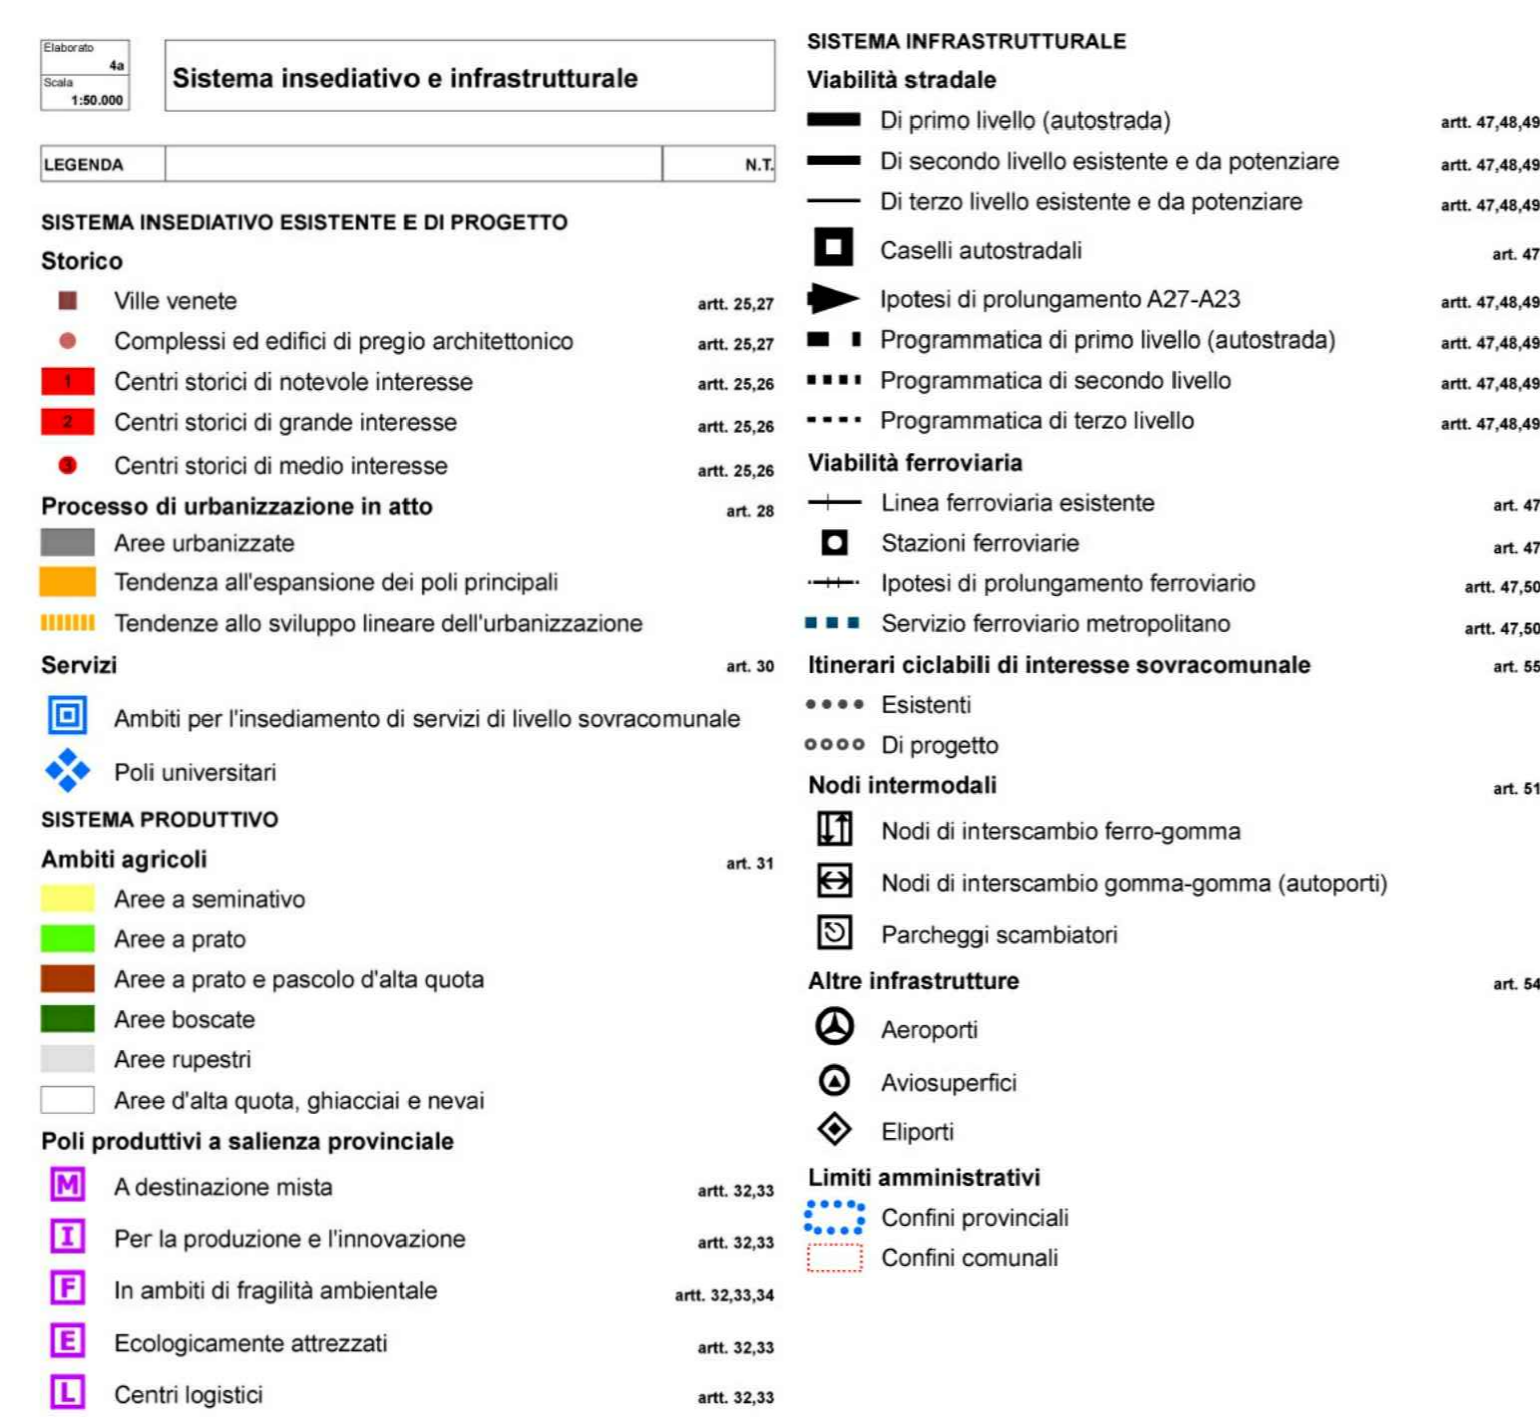 Elaborato
4a
Scala
1:50.000
Sistema insediativo e infrastrutturale
LEGENDA N.T.
SISTEMA INSEDIATIVO ESISTENTE E DI PROGETTO
Storico
Ville venete artt. 25,27
Complessi ed edifici di pregio architettonico artt. 25,27
1 Centri storici di notevole interesse artt. 25,26
2 Centri storici di grande interesse artt. 25,26
3 Centri storici di medio interesse artt. 25,26
Processo di urbanizzazione in atto art. 28
Aree urbanizzate
Tendenza all'espansione dei poli principali
Tendenze allo sviluppo lineare dell'urbanizzazione
Servizi art. 30
Ambiti per l'insediamento di servizi di livello sovracomunale
Poli universitari
SISTEMA PRODUTTIVO
Ambiti agricoli art. 31
Aree a seminativo
Aree a prato
Aree a prato e pascolo d'alta quota
Aree boscate
Aree rupestri
Aree d'alta quota, ghiacciai e nevai
Poli produttivi a salienza provinciale
M A destinazione mista artt. 32,33
I Per la produzione e l'innovazione artt. 32,33
F In ambiti di fragilità ambientale artt. 32,33,34
E Ecologicamente attrezzati artt. 32,33
L Centri logistici artt. 32,33
SISTEMA INFRASTRUTTURALE
Viabilità stradale
Di primo livello (autostrada) artt. 47,48,49
Di secondo livello esistente e da potenziare artt. 47,48,49
Di terzo livello esistente e da potenziare artt. 47,48,49
Caselli autostradali art. 47
Ipotesi di prolungamento A27-A23 artt. 47,48,49
Programmatica di primo livello (autostrada) artt. 47,48,49
Programmatica di secondo livello artt. 47,48,49
Programmatica di terzo livello artt. 47,48,49
Viabilità ferroviaria
Linea ferroviaria esistente art. 47
Stazioni ferroviarie art. 47
Ipotesi di prolungamento ferroviario artt. 47,50
Servizio ferroviario metropolitano artt. 47,50
Itinerari ciclabili di interesse sovracomunale art. 55
Esistenti
Di progetto
Nodi intermodali art. 51
Nodi di interscambio ferro-gomma
Nodi di interscambio gomma-gomma (autoporti)
Parcheggi scambiatori
Altre infrastrutture art. 54
Aeroporti
Aviosuperfici
Eliporti
Limiti amministrativi
Confini provinciali
Confini comunali